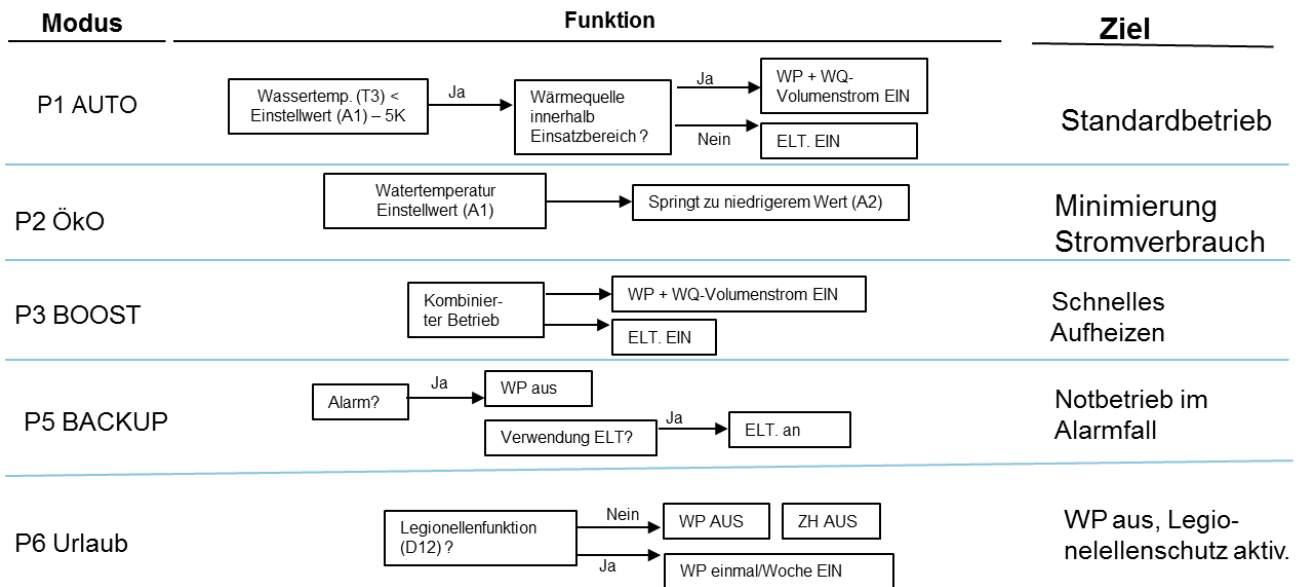 Modus
Funktion
Ziel
P1 AUTO
Wassertemp. (T3) <
Einstellwert (A1) – 5K
Ja
Wärmequelle
innerhalb
Einsatzbereich ?
Ja
WP + WQ-
Volumenstrom EIN
Nein
ELT. EIN
Standardbetrieb
P2 ÖkO
Watertemperatur
Einstellwert (A1)
Springt zu niedrigerem Wert (A2)
Minimierung
Stromverbrauch
P3 BOOST
Kombinier-
ter Betrieb
WP + WQ-Volumenstrom EIN
ELT. EIN
Schnelles
Aufheizen
P5 BACKUP
Alarm?
Ja
WP aus
Verwendung ELT?
Ja
ELT. an
Notbetrieb im
Alarmfall
P6 Urlaub
Legionellenfunktion
(D12) ?
Nein
WP AUS
ZH AUS
Ja
WP einmal/Woche EIN
WP aus, Legio-
nelellenschutz aktiv.